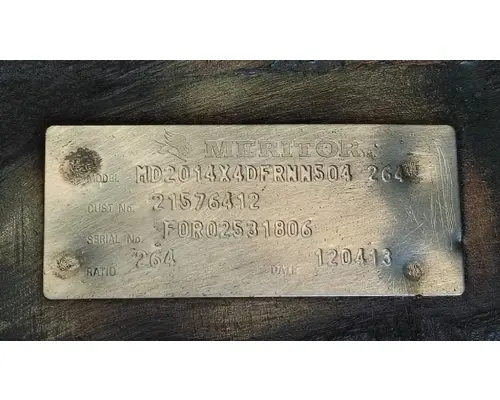 MERITOR
MODEL MD2014X4DFRNN504 264
CUST No. 21576412
SERIAL No. FOR02531806
RATIO 264 DATE 120413